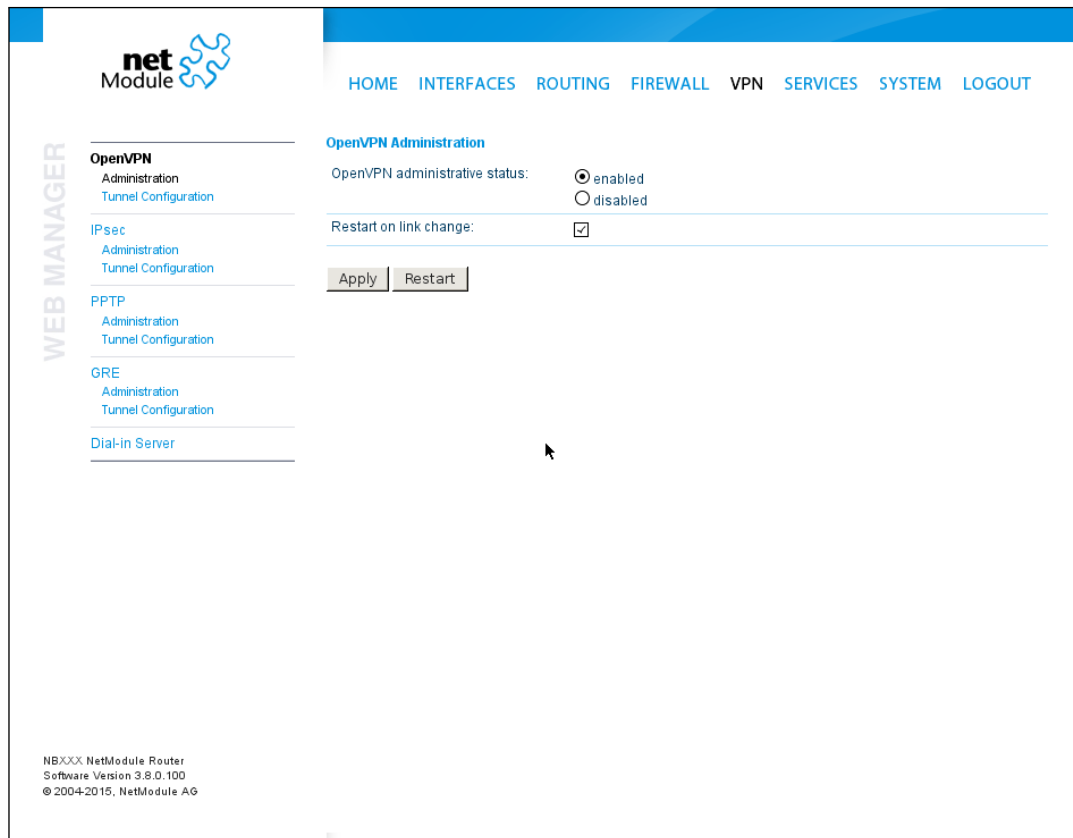 net
Module
HOME INTERFACES ROUTING FIREWALL VPN SERVICES SYSTEM LOGOUT
WEB MANAGER
OpenVPN
Administration
Tunnel Configuration
IPsec
Administration
Tunnel Configuration
PPTP
Administration
Tunnel Configuration
GRE
Administration
Tunnel Configuration
Dial-in Server
OpenVPN Administration
OpenVPN administrative status:
enabled
disabled
Restart on link change:
Apply Restart
NBXXX NetModule Router
Software Version 3.8.0.100
© 2004-2015, NetModule AG